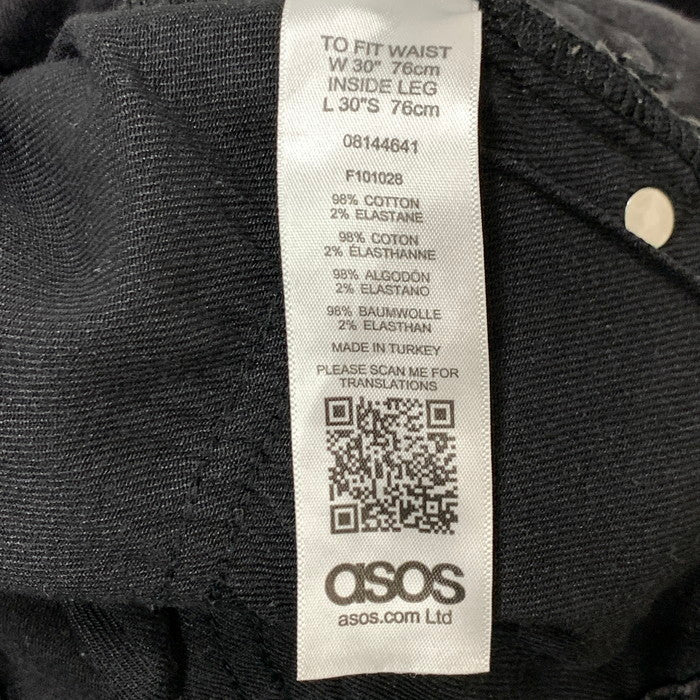 TO FIT WAIST
W 30" 76cm
INSIDE LEG
L 30"S 76cm
08144641
F101028
98% COTTON
2% ELASTANE
98% COTON
2% ÉLASTHANNE
98% ALGODÓN
2% ELASTANO
98% BAUMWOLLE
2% ELASTHAN
MADE IN TURKEY
PLEASE SCAN ME FOR
TRANSLATIONS
asos
asos.com Ltd